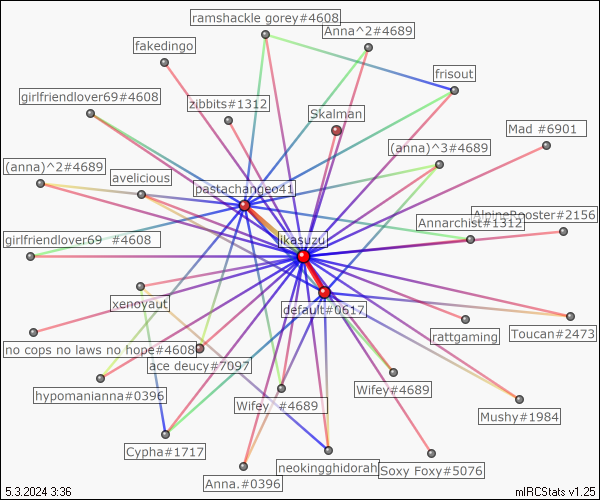 ramshackle gorey#4608
Anna^2#4689
fakedingo
frisout
girlfriendlover69#4608
zibbits#1312
Skalman
Mad #6901
(anna)^3#4689
(anna)^2#4689
avelicious
pastachangeo41
AlpineRooster#2156
Annarchist#1312
girlfriendlover69 #4608
ikasuzu
xenoyaut
default#0617
rattgaming
Toucan#2473
no cops no laws no hope#4608
ace deucy#7097
hypomanianna#0396
Wifey #4689
Wifey#4689
Mushy#1984
Cypha#1717
Anna.#0396
neokingghidorah
Soxy Foxy#5076
5.3.2024 3:36
mIRCStats v1.25